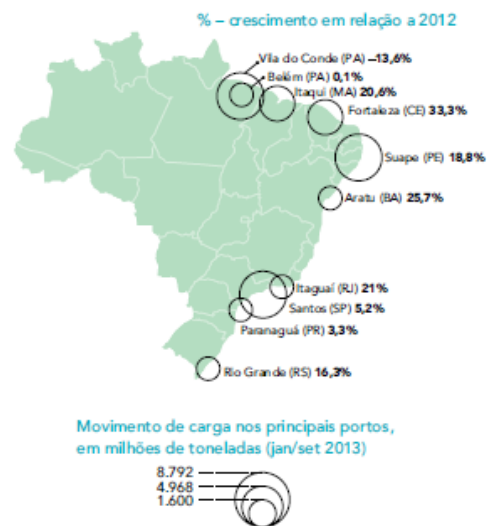 % – crescimento em relação a 2012
Vila do Conde (PA) –13,6%
Belém (PA) 0,1%
Itaqui (MA) 20,6%
Fortaleza (CE) 33,3%
Suape (PE) 18,8%
Aratu (BA) 25,7%
Itaguaí (RJ) 21%
Santos (SP) 5,2%
Paranaguá (PR) 3,3%
Rio Grande (RS) 16,3%
Movimento de carga nos principais portos,
em milhões de toneladas (jan/set 2013)
8.792
4.968
1.600